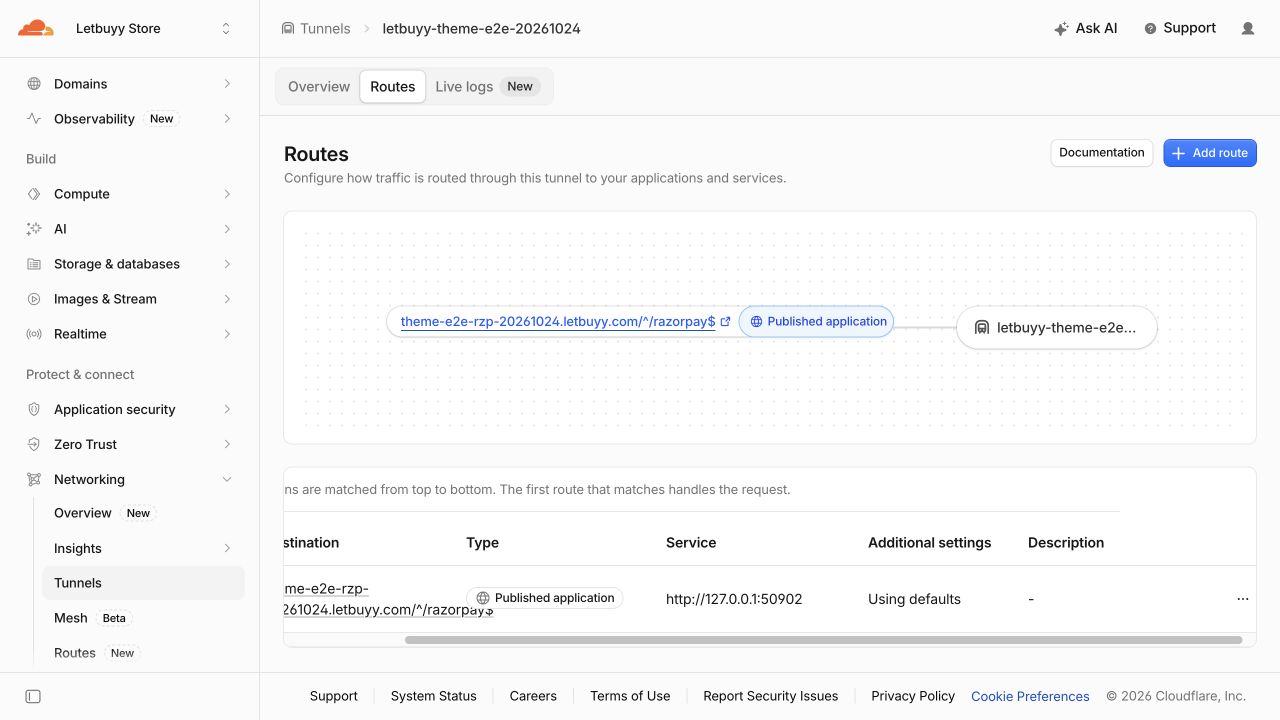 Letbuyy Store
Tunnels
letbuyy-theme-e2e-20261024
Ask AI
Support
Domains
Observability New
Build
Compute
AI
Storage & databases
Images & Stream
Realtime
Protect & connect
Application security
Zero Trust
Networking
Overview New
Insights
Tunnels
Mesh Beta
Routes New
Overview
Routes
Live logs New
Routes
Configure how traffic is routed through this tunnel to your applications and services.
Documentation
Add route
theme-e2e-rzp-20261024.letbuyy.com/^/razorpay$
Published application
letbuyy-theme-e2e...
ns are matched from top to bottom. The first route that matches handles the request.
stination Type Service Additional settings Description
me-e2e-rzp-
261024.letbuyy.com/^/razorpay$
Published application
http://127.0.0.1:50902
Using defaults
-
Support System Status Careers Terms of Use Report Security Issues Privacy Policy Cookie Preferences © 2026 Cloudflare, Inc.